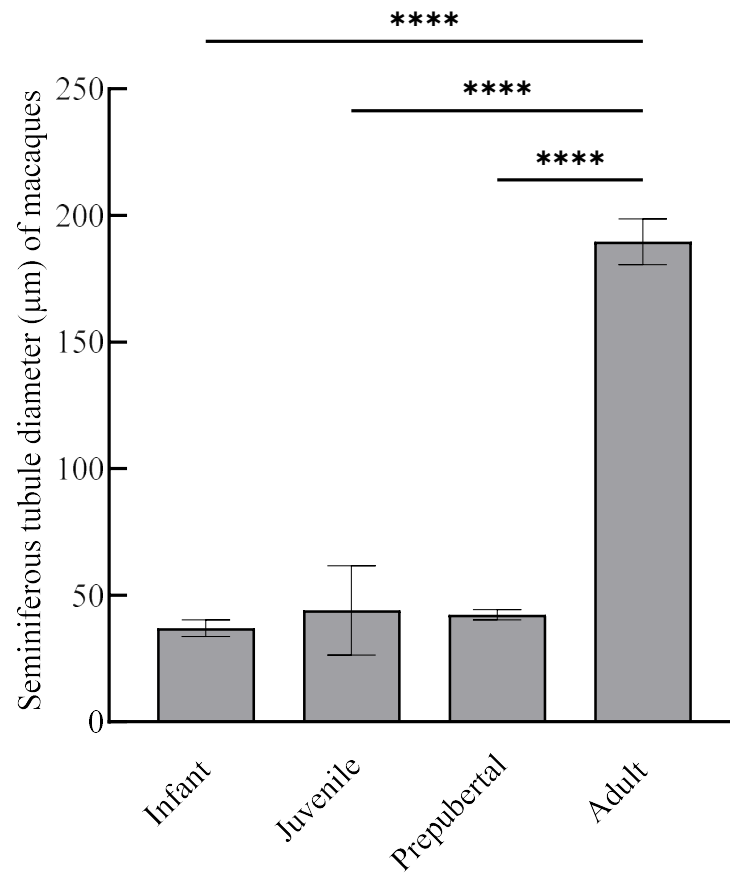 ****
****
****
Seminiferous tubule diameter (µm) of macaques
250
200
150
100
50
0
Infant
Juvenile
Prepubertal
Adult